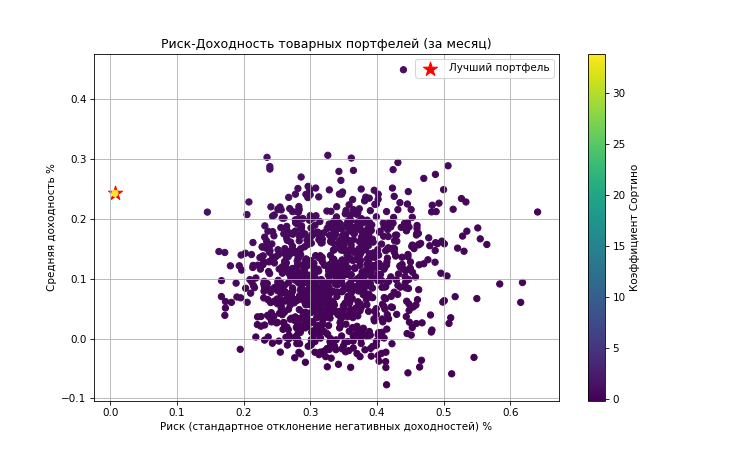 Риск-Доходность товарных портфелей (за месяц)
Лучший портфель
Средняя доходность %
0.4
0.3
0.2
0.1
0.0
−0.1
0.0 0.1 0.2 0.3 0.4 0.5 0.6
Риск (стандартное отклонение негативных доходностей) %
30
25
20
15
10
5
0
Коэффициент Сортино